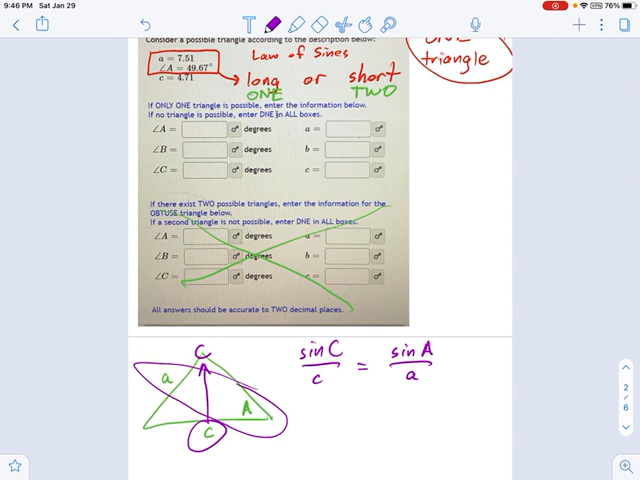 9:46 PM Sat Jan 29
76%
Consider a possible triangle according to the description below:
triangle
a = 7.51
∠A = 49.67°
c = 4.71
Law of Sines
long or short
ONE TWO
If ONLY ONE triangle is possible, enter the information below.
If no triangle is possible, enter DNE in ALL boxes.
∠A = degrees a =
∠B = degrees b =
∠C = degrees c =
If there exist TWO possible triangles, enter the information for the
OBTUSE triangle below.
If a second triangle is not possible, enter DNE in ALL boxes.
∠A = degrees a =
∠B = degrees b =
∠C = degrees c =
All answers should be accurate to TWO decimal places.
C
a
A
c
sin C / c = sin A / a
2
/
6